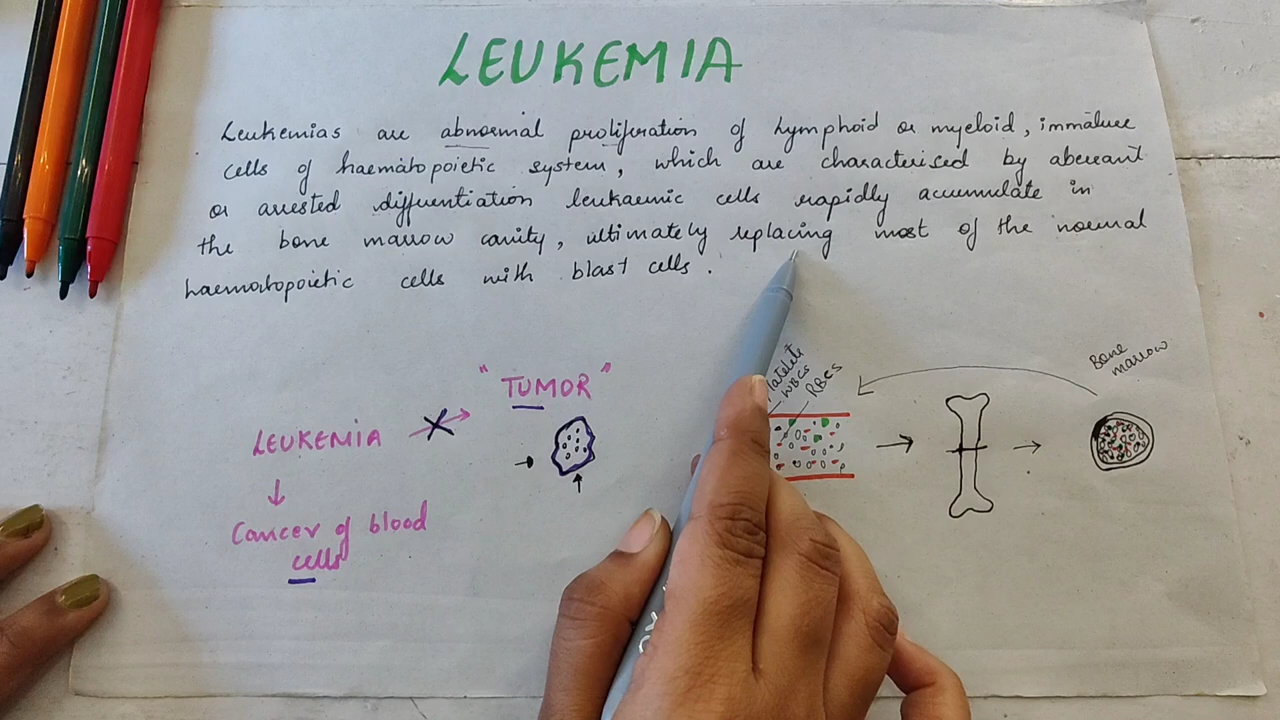 LEUKEMIA
Leukemias are abnormal proliferation of lymphoid or myeloid, immature
cells of haematopoietic system, which are characterised by aberrant
or arrested differentiation leukaemic cells rapidly accumulate in
the bone marrow cavity, ultimately replacing most of the normal
haematopoietic cells with blast cells.
"TUMOR"
LEUKEMIA
Cancer of blood
cells
WBCs
RBCs
Bone
marrow